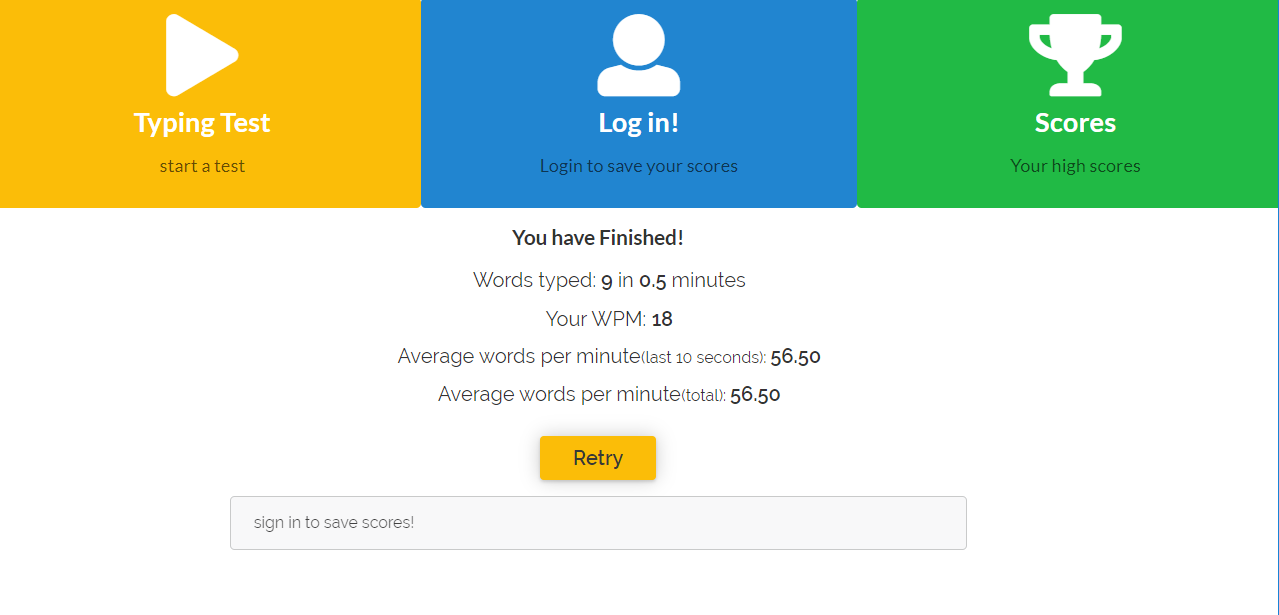 Typing Test
start a test
Log in!
Login to save your scores
Scores
Your high scores
You have Finished!
Words typed: 9 in 0.5 minutes
Your WPM: 18
Average words per minute(last 10 seconds): 56.50
Average words per minute(total): 56.50
Retry
sign in to save scores!